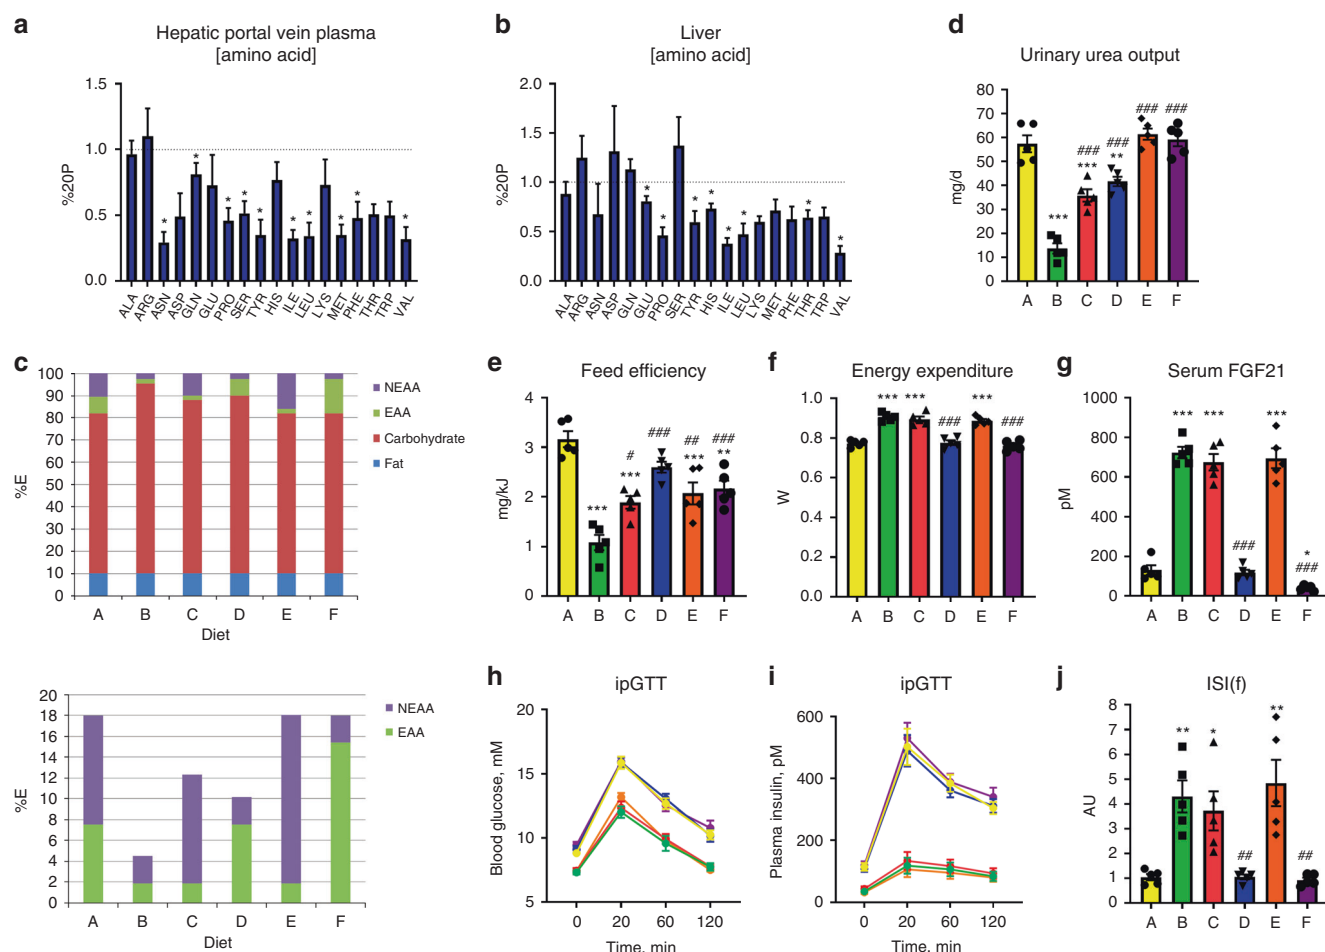 a
Hepatic portal vein plasma
[amino acid]
%20P
1.5
1.0
0.5
0.0
* * * * * * * * * * *
ALA ARG ASN ASP GLN GLU PRO SER TYR HIS ILE LEU LYS MET PHE THR TRP VAL
b
Liver
[amino acid]
%20P
2.0
1.5
1.0
0.5
0.0
* * * * * * * *
ALA ARG ASN ASP GLN GLU PRO SER TYR HIS ILE LEU LYS MET PHE THR TRP VAL
d
Urinary urea output
mg/d
80
70
60
50
40
30
20
10
0
***
###
***
###
**
###
###
A B C D E F
c
%E
100
90
80
70
60
50
40
30
20
10
0
A B C D E F
Diet
NEAA
EAA
Carbohydrate
Fat
%E
20
18
16
14
12
10
8
6
4
2
0
A B C D E F
Diet
NEAA
EAA
e
Feed efficiency
mg/kJ
4
3
2
1
0
***
#
***
###
##
***
###
**
A B C D E F
f
Energy expenditure
W
1.0
0.8
0.6
0.4
0.2
0.0
*** *** ### *** ###
A B C D E F
g
Serum FGF21
pM
1000
800
600
400
200
0
*** *** ### ***
*
###
A B C D E F
h
ipGTT
Blood glucose, mM
20
15
10
5
0 20 60 120
Time, min
i
ipGTT
Plasma insulin, pM
600
400
200
0
0 20 60 120
Time, min
j
ISI(f)
AU
8
7
6
5
4
3
2
1
0
** * ## ** ##
A B C D E F